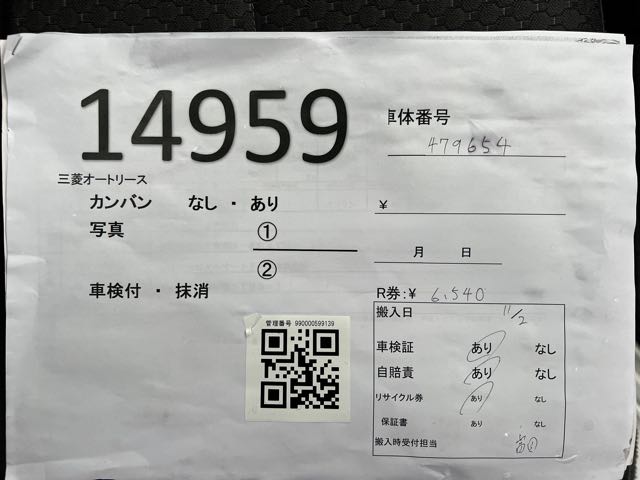 14959
車体番号
479654
三菱オートリース
カンバン なし ・ あり
¥
写真 ①
②
月 日
車検付 ・ 抹消
R券:¥ 6,540
管理番号 990000599139
搬入日 11/2
車検証 あり なし
自賠責 あり なし
リサイクル券 あり なし
保証書 あり なし
搬入時受付担当